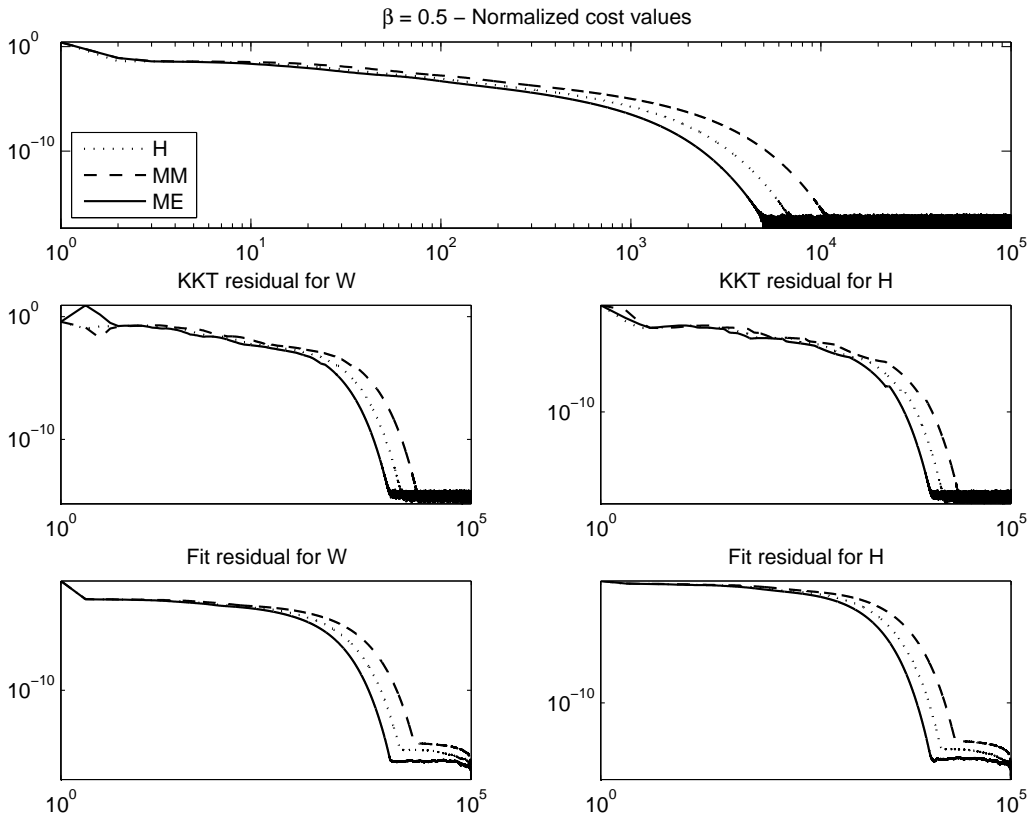 β = 0.5 – Normalized cost values
10^0
10^−10
H
MM
ME
10^0 10^1 10^2 10^3 10^4 10^5
KKT residual for W
10^0
10^−10
10^0 10^5
KKT residual for H
10^−10
10^0 10^5
Fit residual for W
10^−10
10^0 10^5
Fit residual for H
10^−10
10^0 10^5